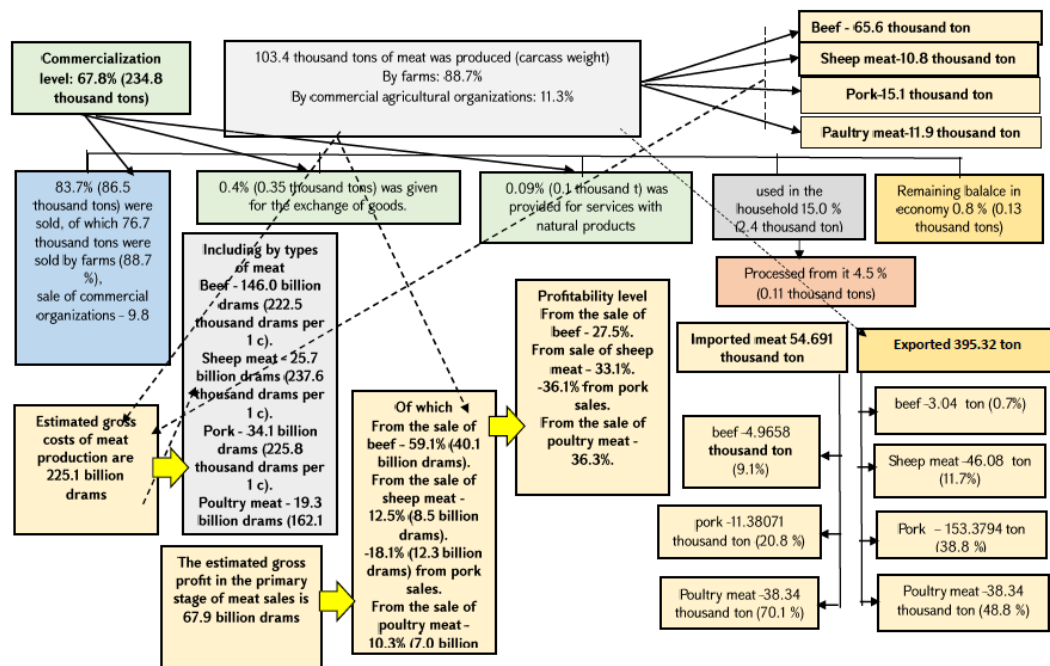 Commercialization
level: 67.8% (234.8
thousand tons)
103.4 thousand tons of meat was produced (carcass weight)
By farms: 88.7%
By commercial agricultural organizations: 11.3%
Beef - 65.6 thousand ton
Sheep meat-10.8 thousand ton
Pork-15.1 thousand ton
Paultry meat-11.9 thousand ton
83.7% (86.5
thousand tons) were
sold, of which 76.7
thousand tons were
sold by farms (88.7
%),
sale of commercial
organizations - 9.8
0.4% (0.35 thousand tons) was given
for the exchange of goods.
0.09% (0.1 thousand t) was
provided for services with
natural products
used in the
household 15.0 %
(2.4 thousand ton)
Remaining balalce in
economy 0.8 % (0.13
thousand tons)
Processed from it 4.5 %
(0.11 thousand tons)
Including by types
of meat
Beef - 146.0 billion
drams (222.5
thousand drams per
1 c).
Sheep meat - 25.7
billion drams (237.6
thousand drams per
1 c).
Pork - 34.1 billion
drams (225.8
thousand drams per
1 c).
Poultry meat - 19.3
billion drams (162.1
Estimated gross
costs of meat
production are
225.1 billion
drams
The estimated gross
profit in the primary
stage of meat sales is
67.9 billion drams
Of which
From the sale of
beef - 59.1% (40.1
billion drams).
From the sale of
sheep meat -
12.5% (8.5 billion
drams).
-18.1% (12.3 billion
drams) from pork
sales.
From the sale of
poultry meat -
10.3% (7.0 billion
Profitability level
From the sale of
beef - 27.5%.
From sale of sheep
meat - 33.1%.
-36.1% from pork
sales.
From the sale of
poultry meat -
36.3%.
Imported meat 54.691
thousand ton
beef -4.9658
thousand ton
(9.1%)
pork -11.38071
thousand ton (20.8 %)
Poultry meat -38.34
thousand ton (70.1 %)
Exported 395.32 ton
beef -3.04 ton (0.7%)
Sheep meat -46.08 ton
(11.7%)
Pork - 153.3794 ton
(38.8 %)
Poultry meat -38.34
thousand ton (48.8 %)